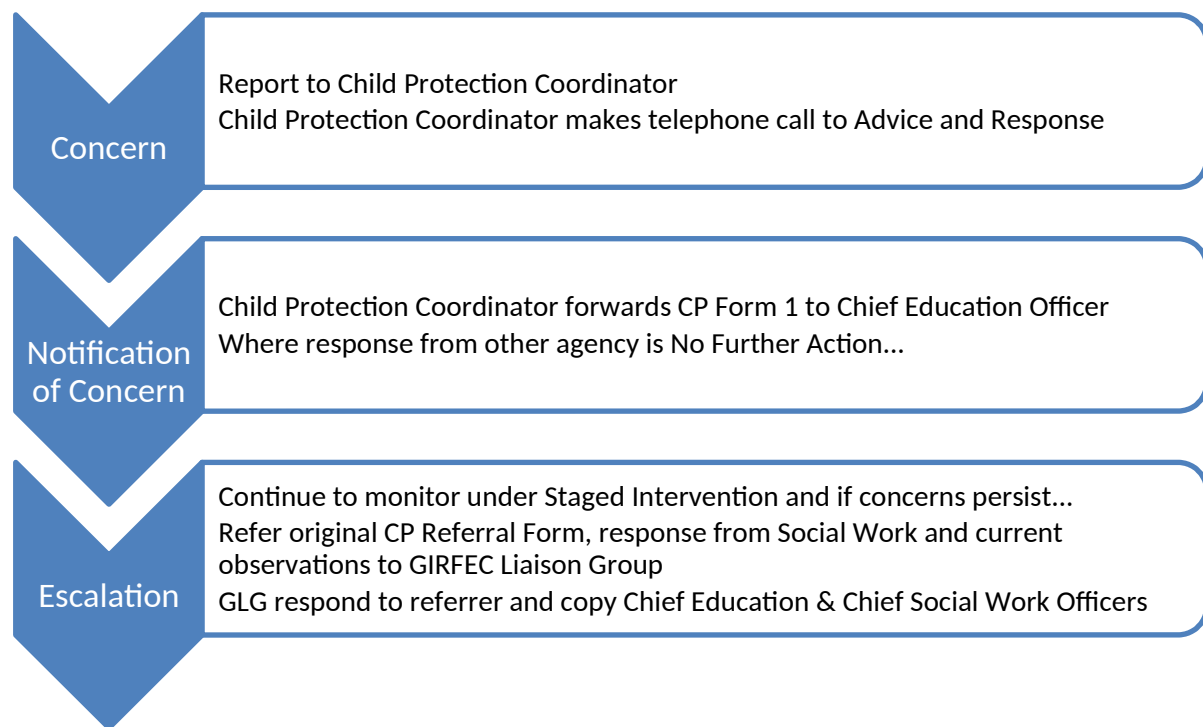 Concern
Report to Child Protection Coordinator
Child Protection Coordinator makes telephone call to Advice and Response
Notification
of Concern
Child Protection Coordinator forwards CP Form 1 to Chief Education Officer
Where response from other agency is No Further Action...
Escalation
Continue to monitor under Staged Intervention and if concerns persist...
Refer original CP Referral Form, response from Social Work and current
observations to GIRFEC Liaison Group
GLG respond to referrer and copy Chief Education & Chief Social Work Officers